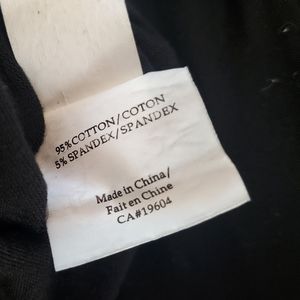 95%COTTON/COTON
5% SPANDEX/SPANDEX
Made in China/
Fait en Chine
CA#19604